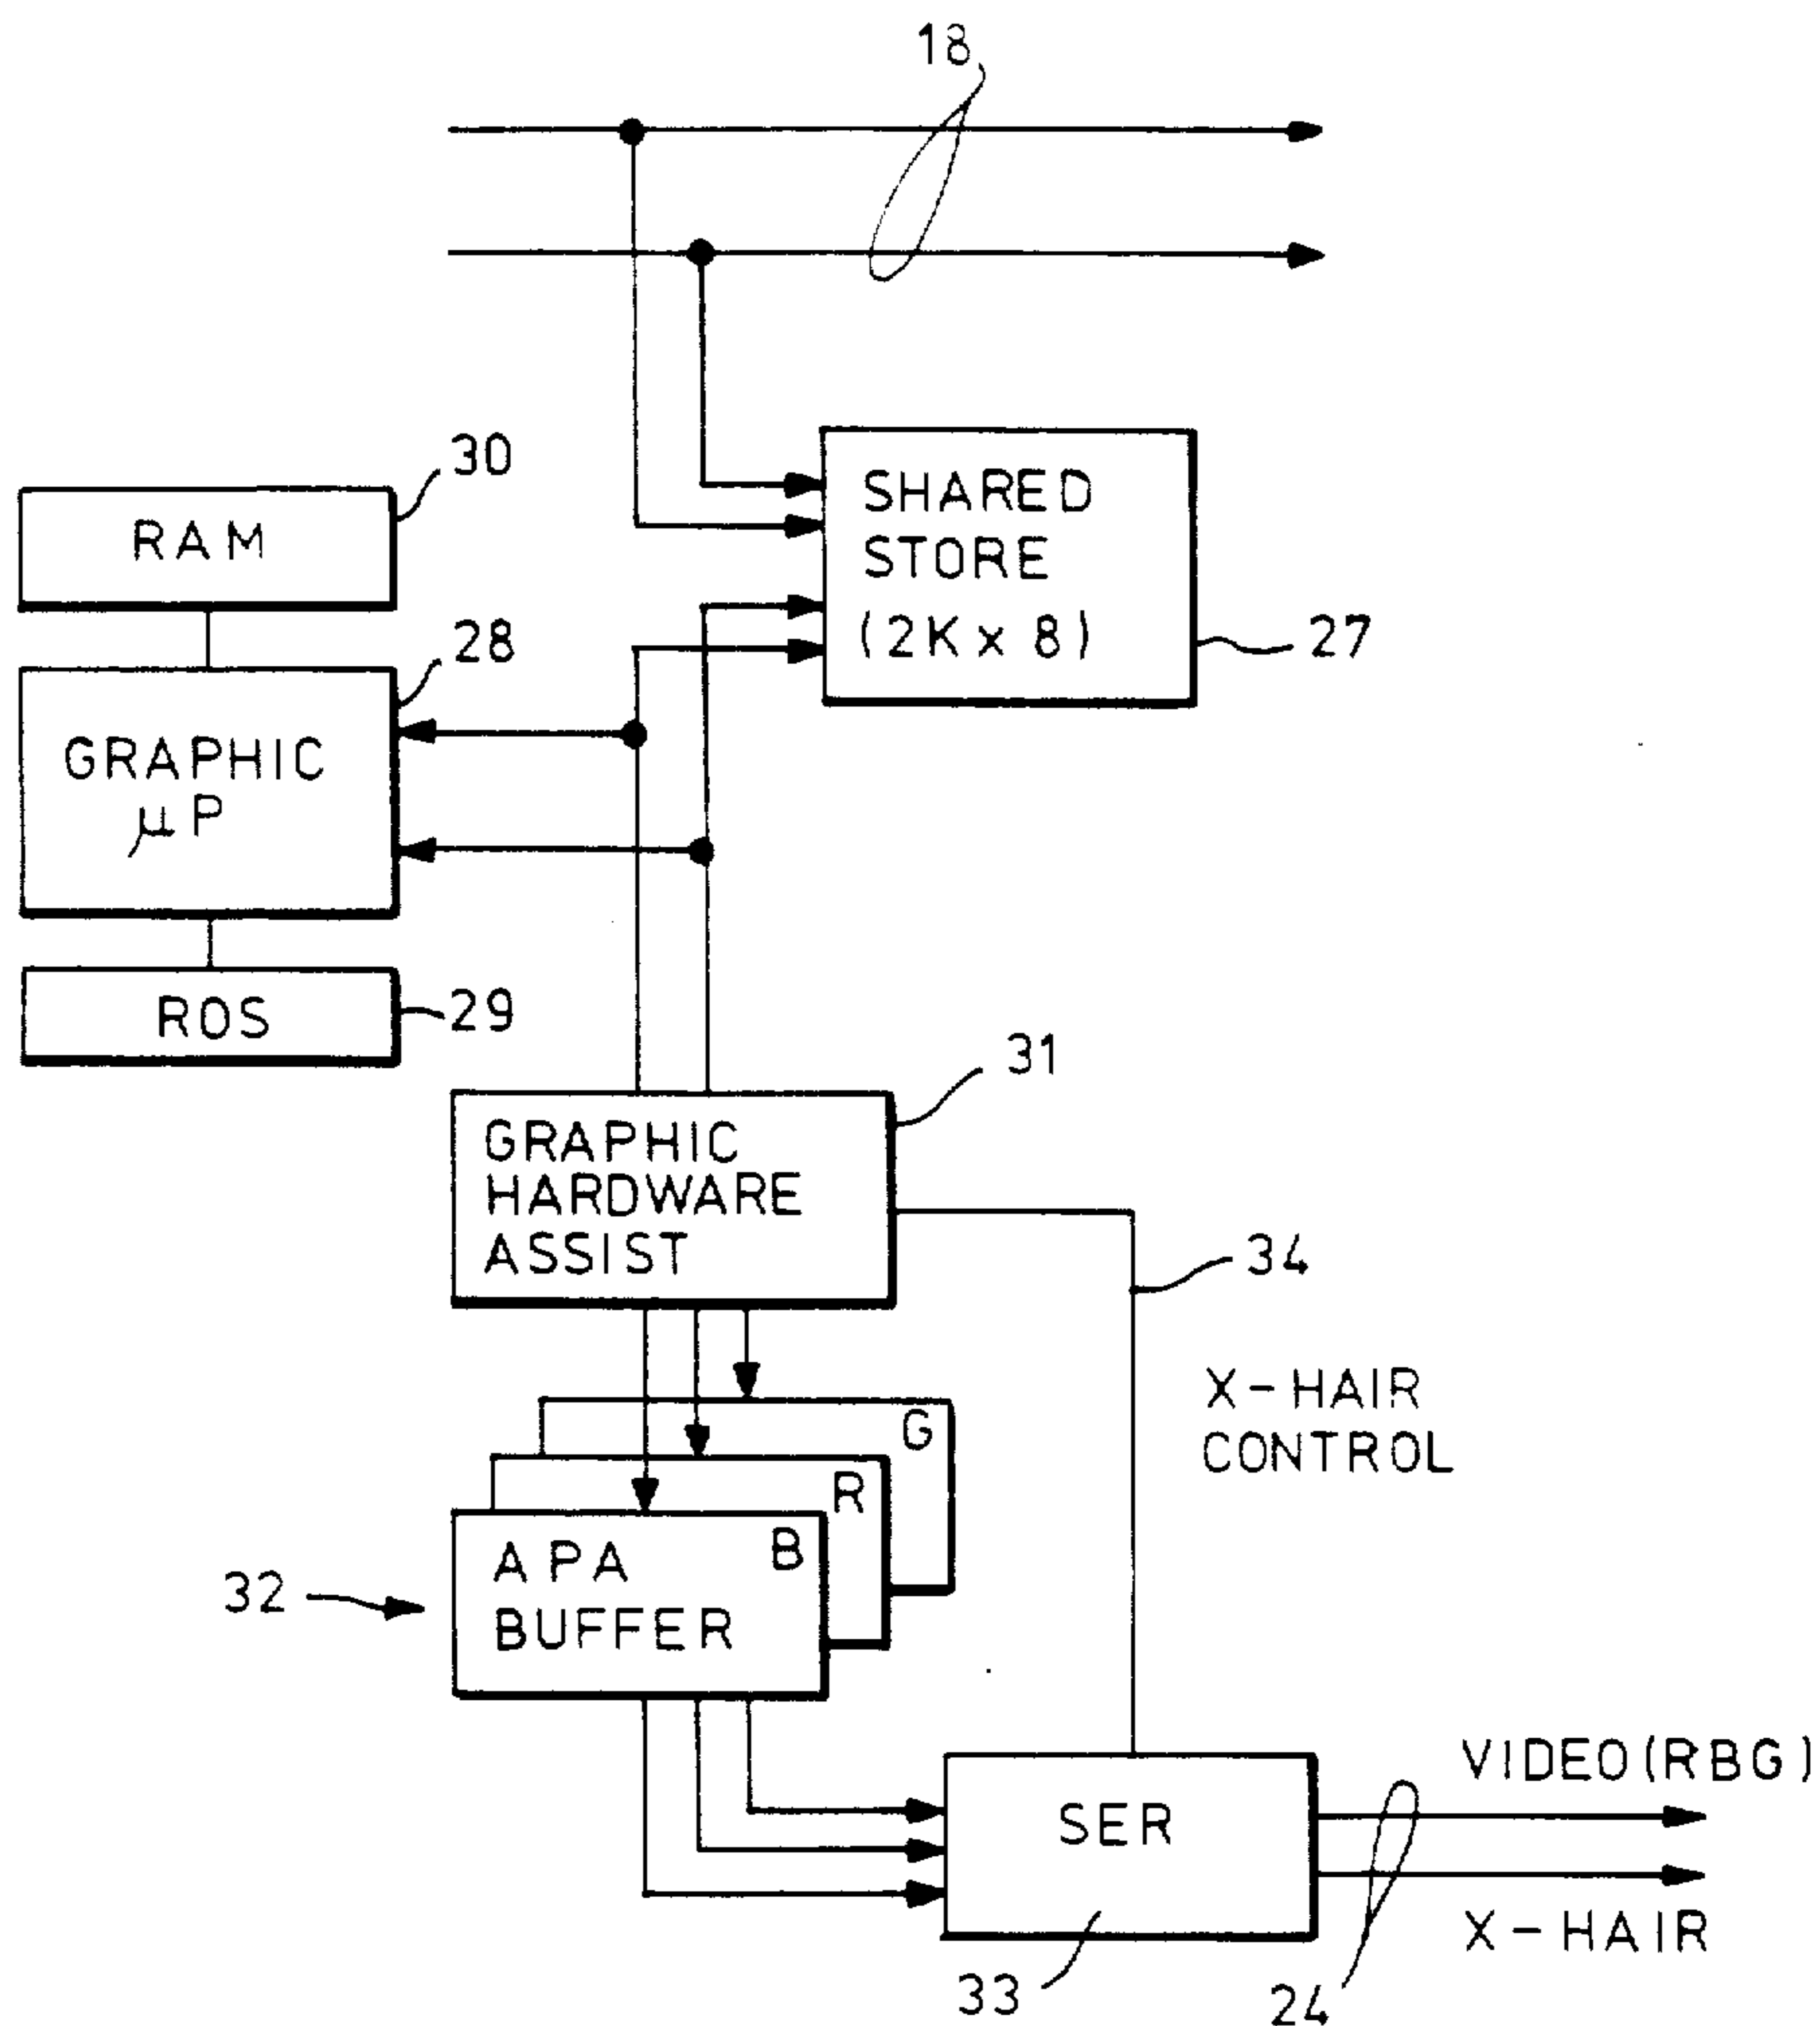 18
30
RAM
SHARED
STORE
(2K x 8)
27
28
GRAPHIC
μP
ROS
29
31
GRAPHIC
HARDWARE
ASSIST
34
X-HAIR
CONTROL
G
R
B
APA
BUFFER
32
VIDEO(RBG)
SER
X-HAIR
33
24